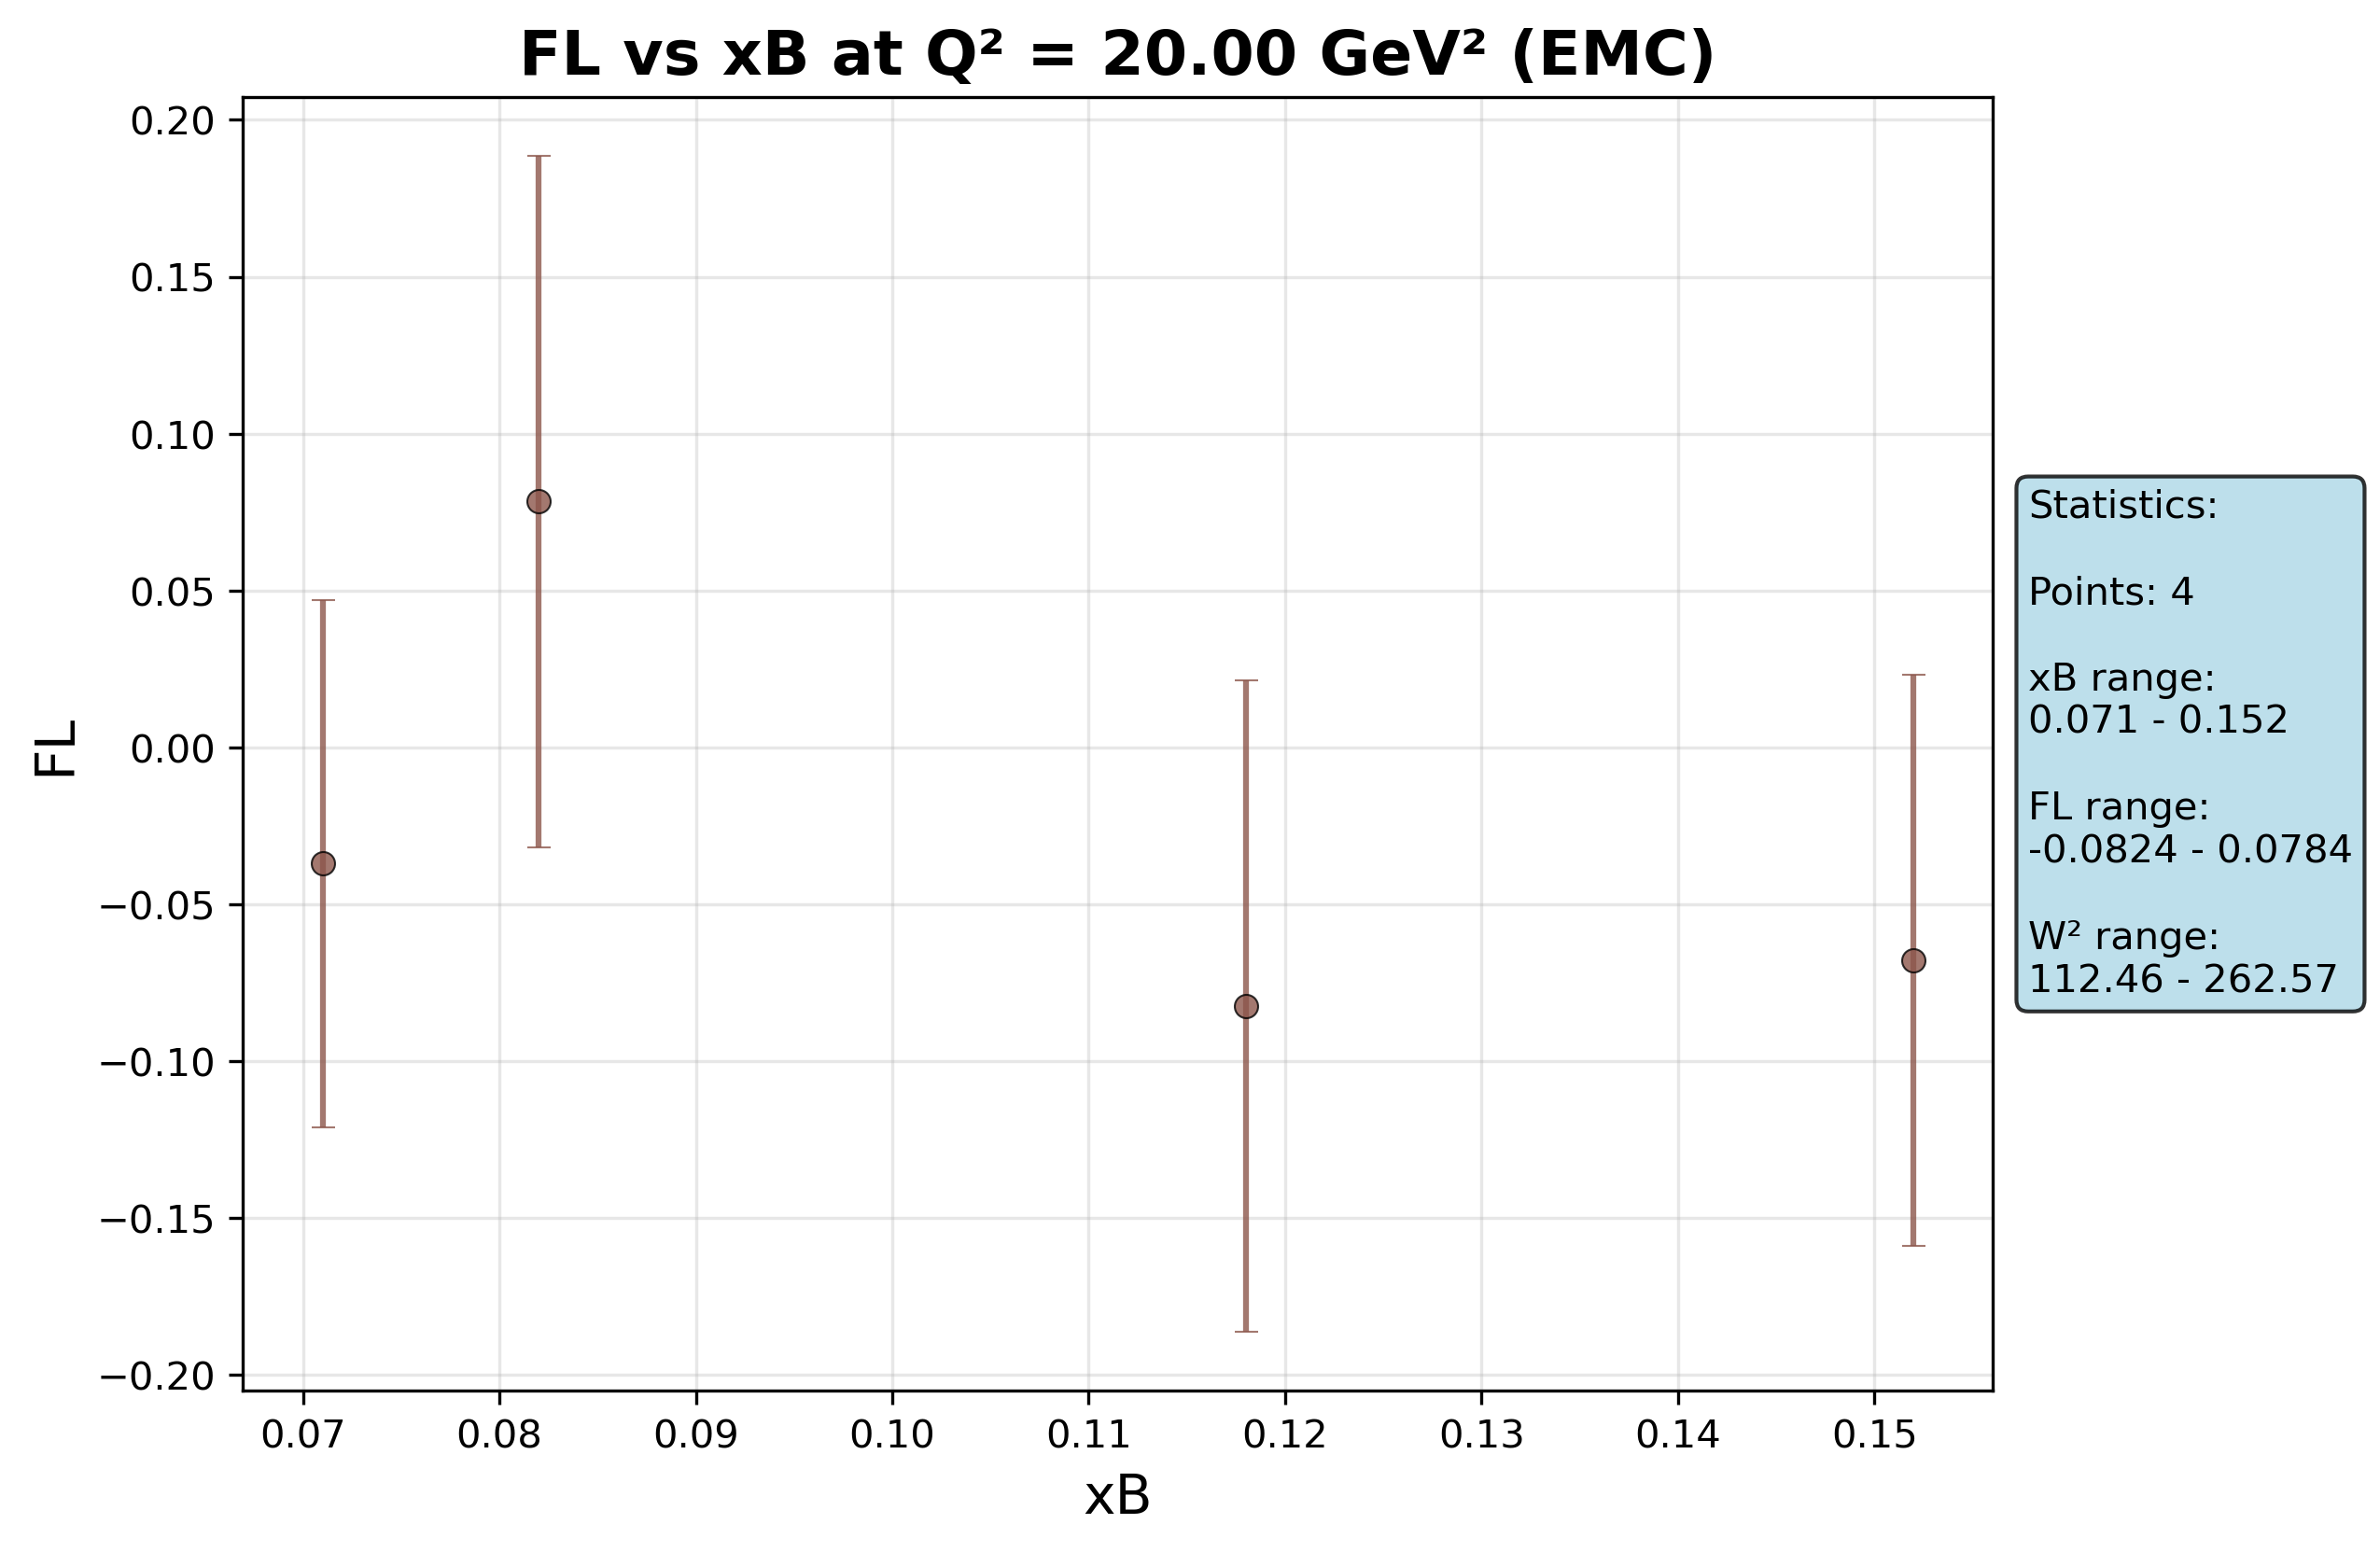 FL vs xB at Q² = 20.00 GeV² (EMC)
0.20
0.15
0.10
0.05
0.00
−0.05
−0.10
−0.15
−0.20
FL
0.07 0.08 0.09 0.10 0.11 0.12 0.13 0.14 0.15
xB
Statistics:
Points: 4
xB range:
0.071 - 0.152
FL range:
-0.0824 - 0.0784
W² range:
112.46 - 262.57